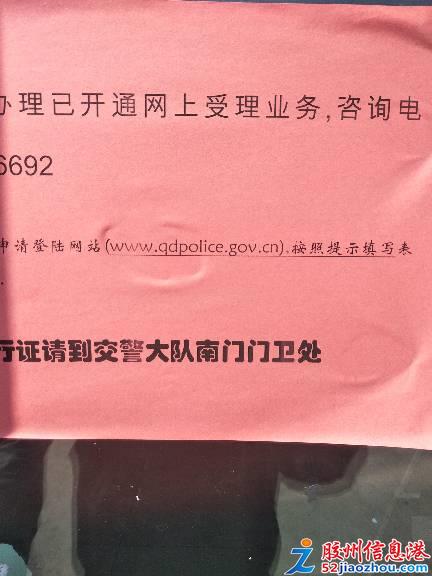 办理已开通网上受理业务,咨询电
6692
申请登陆网站(www.qdpolice.gov.cn),按照提示填写表
行证请到交警大队南门门卫处
胶州信息港
52jiaozhou.com